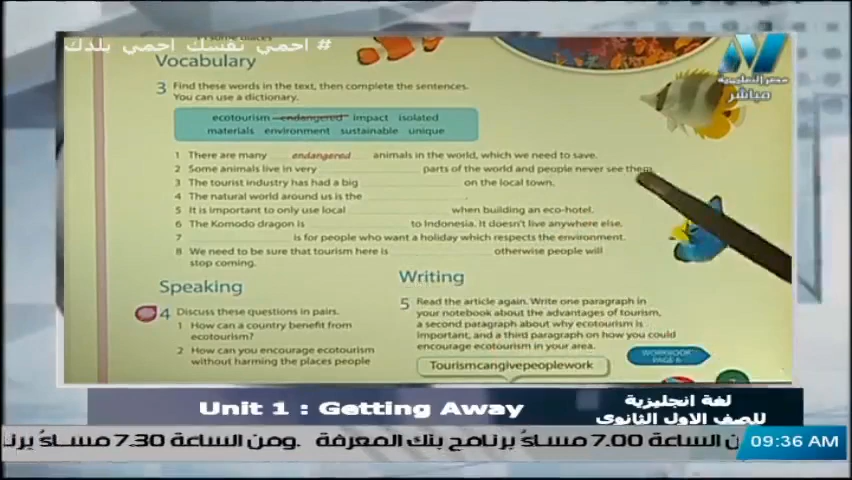 # احمي نفسك احمي بلدك
Vocabulary
مصر التعليمية
مباشر
3 Find these words in the text, then complete the sentences.
You can use a dictionary.
ecotourism endangered impact isolated
materials environment sustainable unique
1 There are many endangered animals in the world, which we need to save.
2 Some animals live in very parts of the world and people never see them.
3 The tourist industry has had a big on the local town.
4 The natural world around us is the
5 It is important to only use local when building an eco-hotel.
6 The Komodo dragon is to Indonesia. It doesn't live anywhere else.
7 is for people who want a holiday which respects the environment.
8 We need to be sure that tourism here is otherwise people will
stop coming.
Speaking
4 Discuss these questions in pairs.
1 How can a country benefit from
ecotourism?
2 How can you encourage ecotourism
without harming the places people
Writing
5 Read the article again. Write one paragraph in
your notebook about the advantages of tourism,
a second paragraph about why ecotourism is
important, and a third paragraph on how you could
encourage ecotourism in your area.
WORKBOOK
PAGE 6
Tourismcangivepeoplework
Unit 1 : Getting Away
لغة انجليزية
للصف الاول الثانوى
الساعة 7.00 مساءً برنامج بنك المعرفة .ومن الساعة 7.30 مساءً
09:36 AM